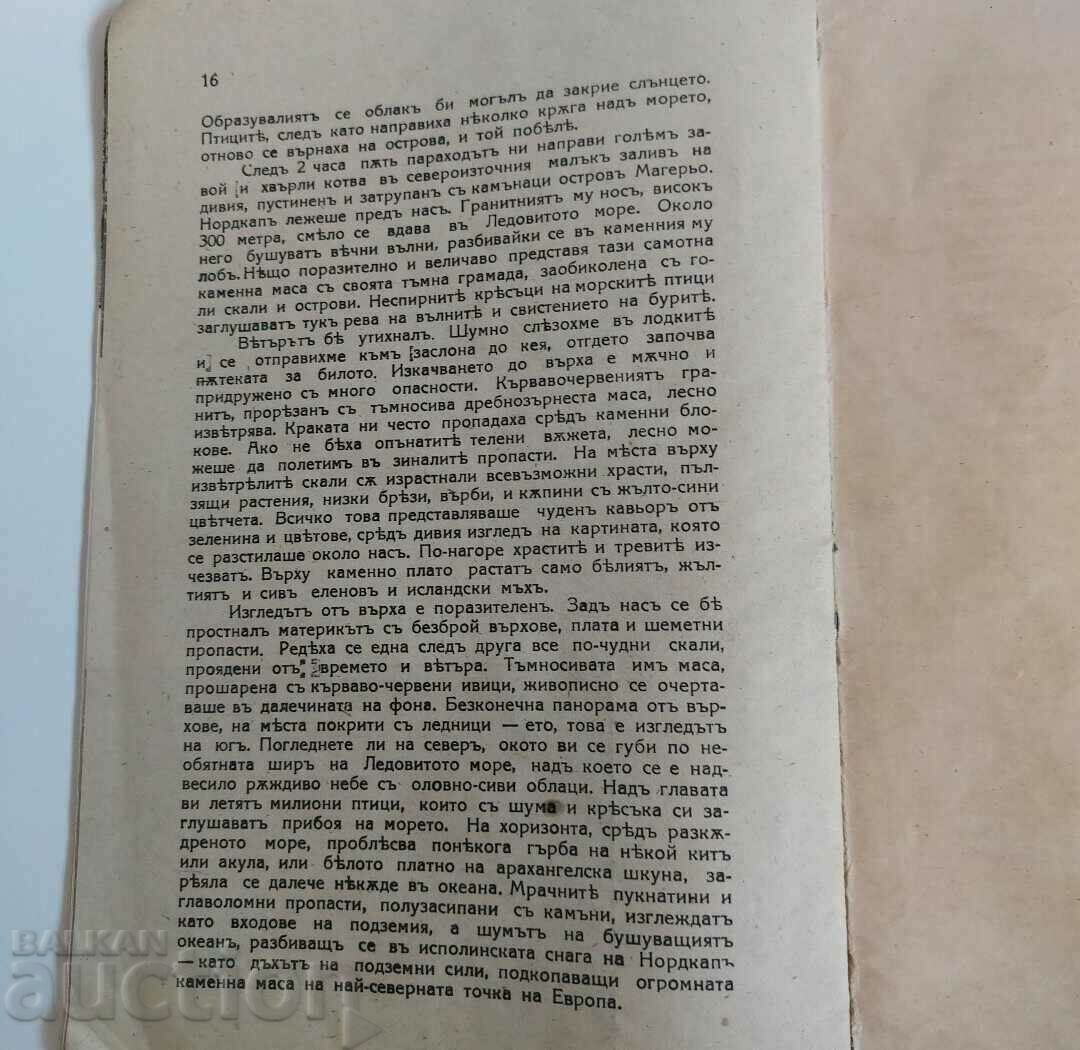 16
Образувалиятъ се облакъ би могълъ да закрие слънцето.
Птицитѣ, следъ като направиха нѣколко крѫга надъ морето,
отново се върнаха на острова, и той побѣлѣ.
Следъ 2 часа пѫть параходътъ ни направи голѣмъ за-
вой и хвърли котва въ североизточния малъкъ заливъ на
дивия, пустиненъ и затрупанъ съ камънаци островъ Магерьо.
Нордкапъ лежеше предъ насъ. Гранитниятъ му носъ, високъ
300 метра, смѣло се вдава въ Ледовитото море. Около
него бушуватъ вѣчни вълни, разбивайки се въ каменния му
лобъ. Нѣщо поразително и величаво представя тази самотна
каменна маса съ своята тъмна грамада, заобиколена съ го-
ли скали и острови. Неспирнитѣ крѣсъци на морскитѣ птици
заглушаватъ тукъ рева на вълнитѣ и свистението на буритѣ.
Вѣтърътъ бѣ утихналъ. Шумно слѣзохме въ лодкитѣ
и се отправихме към заслона до кея, отгдето започва
пѫтеката за билото. Изкачването до върха е мѫчно и
придружено съ много опасности. Кървавочервениятъ гра-
нитъ, прорѣзанъ съ тъмносива дребнозърнеста маса, лесно
извѣтрява. Краката ни често пропадаха срѣдъ каменни бло-
кове. Ако не бѣха опънатитѣ телени вѫжета, лесно мо-
жеше да полетимъ въ зиналитѣ пропасти. На мѣста върху
извѣтрѣлитѣ скали сѫ израстнали всевъзможни храсти, пъл-
зящи растения, низки брѣзи, върби, и кѫпини съ жълто-сини
цвѣтчета. Всичко това представляваше чуденъ кавьоръ отъ
зеленина и цвѣтове, срѣдъ дивия изгледъ на картината, която
се разстилаше около насъ. По-нагоре храститѣ и тревитѣ из-
чезватъ. Върху каменно плато растатъ само бѣлиятъ, жъл-
тиятъ и сивъ еленовъ и исландски мъхъ.
Изгледътъ отъ върха е поразителенъ. Задъ насъ се бѣ
простналъ материкътъ съ безброй върхове, плата и шеметни
пропасти. Редѣха се една следъ друга все по-чудни скали,
проядени отъ времето и вѣтъра. Тъмносивата имъ маса,
прошарена съ кърваво-червени ивици, живописно се очерта-
ваше въ далечината на фона. Безконечна панорама отъ вър-
хове, на мѣста покрити съ ледници — ето, това е изгледътъ
на югъ. Погледнете ли на северъ, окото ви се губи по не-
обятната ширъ на Ледовитото море, надъ което се е над-
весило рѫждиво небе съ оловно-сиви облаци. Надъ главата
ви летятъ милиони птици, които съ шума и крѣсъка си за-
глушаватъ прибоя на морето. На хоризонта, срѣдъ разкѫ-
дреното море, проблѣсва понѣкога гърба на нѣкой китъ
или акула, или бѣлото платно на арахангелска шкуна, за-
рѣяла се далече нѣкѫде въ океана. Мрачнитѣ пукнатини и
главоломни пропасти, полузасипани съ камъни, изглеждатъ
като входове на подземия, а шумътъ на бушуващиятъ
океанъ, разбиващъ се въ исполинската снага на Нордкапъ
—като дъхътъ на подземни сили, подкопаващи огромната
каменна маса на най-северната точка на Европа.
BALKAN
auction